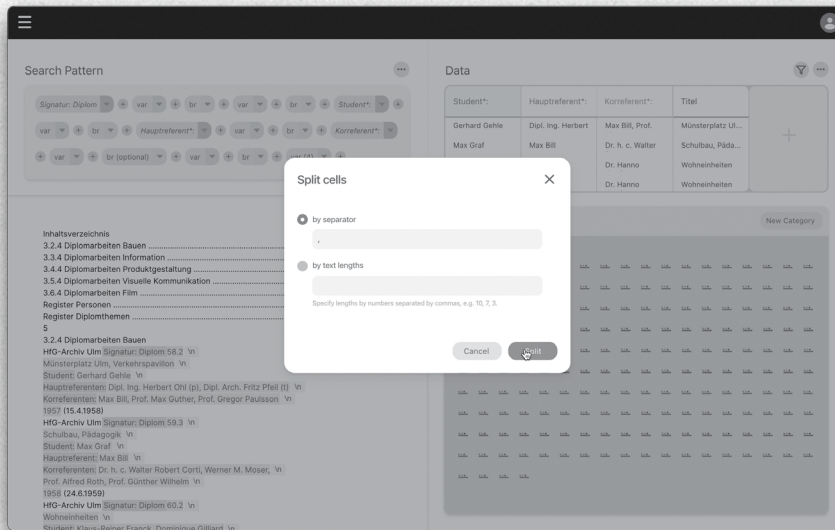 Search Pattern
Signatur: Diplom + var + br + var + br + Student*: +
var + br + Hauptreferent*: + var + br + Korreferent*:
+ var + br (optional) + var + br + var (4) +
Data
Student*: Hauptreferent*: Korreferent*: Titel
Gerhard Gehle Dipl. Ing. Herbert Max Bill, Prof. Münsterplatz Ul...
Max Graf Max Bill Dr. h. c. Walter Schulbau, Päda...
Dr. Hanno Wohneinheiten
Dr. Hanno Wohneinheiten
+
New Category
Split cells
by separator
,
by text lengths
Specify lengths by numbers separated by commas, e.g. 10, 7, 3.
Cancel Split
Inhaltsverzeichnis
3.2.4 Diplomarbeiten Bauen
3.3.4 Diplomarbeiten Information
3.4.4 Diplomarbeiten Produktgestaltung
3.5.4 Diplomarbeiten Visuelle Kommunikation
3.6.4 Diplomarbeiten Film
Register Personen
Register Diplomthemen
5
3.2.4 Diplomarbeiten Bauen
HfG-Archiv Ulm Signatur: Diplom 58.2 \n
Münsterplatz Ulm, Verkehrspavillon \n
Student: Gerhard Gehle \n
Hauptreferenten: Dipl. Ing. Herbert Ohl (p), Dipl. Arch. Fritz Pfeil (t) \n
Korreferenten: Max Bill, Prof. Max Guther, Prof. Gregor Paulsson \n
1957 (15.4.1958)
HfG-Archiv Ulm Signatur: Diplom 59.3 \n
Schulbau, Pädagogik \n
Student: Max Graf \n
Hauptreferent: Max Bill \n
Korreferenten: Dr. h. c. Walter Robert Corti, Werner M. Moser, \n
Prof. Alfred Roth, Prof. Günther Wilhelm \n
1958 (24.6.1959)
HfG-Archiv Ulm Signatur: Diplom 60.2 \n
Wohneinheiten \n
Student: Klaus-Reiner Franck, Dominique Gilliard \n